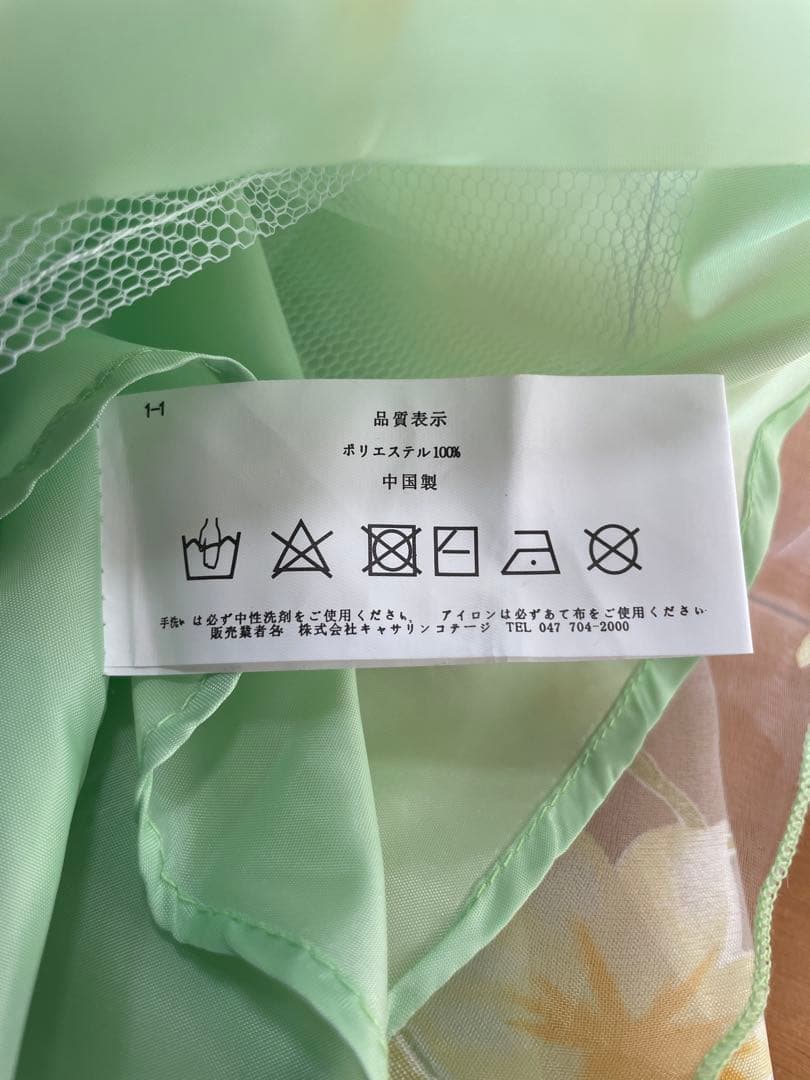 1-1
品質表示
ポリエステル100%
中国製
手洗い は必ず中性洗剤をご使用ください、 アイロンは必ずあて布をご使用ください
販売業者名 株式会社キャサリンコテージ TEL 047 704-2000